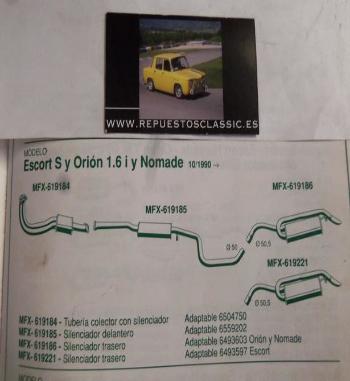 WWW.REPUESTOSCLASSIC.ES
MODELO
Escort S y Orión 1.6 i y Nomade 10/1990 →
MFX-619184
MFX-619185
MFX-619186
Ø 50
Ø 50,5
MFX-619221
Ø 50,5
MFX-619184 - Tubería colector con silenciador Adaptable 6504750
MFX-619185 - Silenciador delantero Adaptable 6559202
MFX-619186 - Silenciador trasero Adaptable 6493603 Orión y Nomade
MFX-619221 - Silenciador trasero Adaptable 6493597 Escort
MODELO